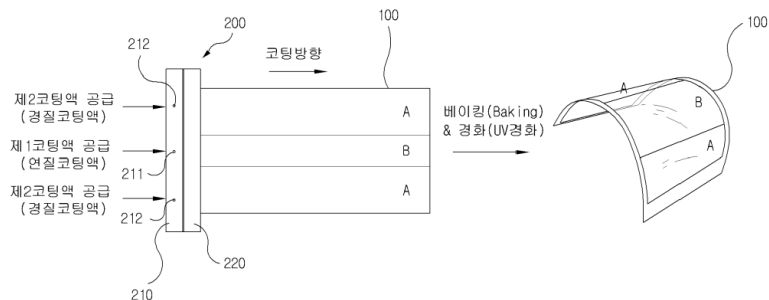 212
200
코팅방향
100
제2코팅액 공급
(경질코팅액)
제1코팅액 공급
(연질코팅액)
211
제2코팅액 공급
(경질코팅액)
212
210
220
A
B
A
베이킹(Baking)
& 경화(UV경화)
100
A
B
A